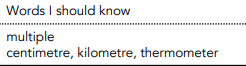 Words I should know
multiple
centimetre, kilometre, thermometer